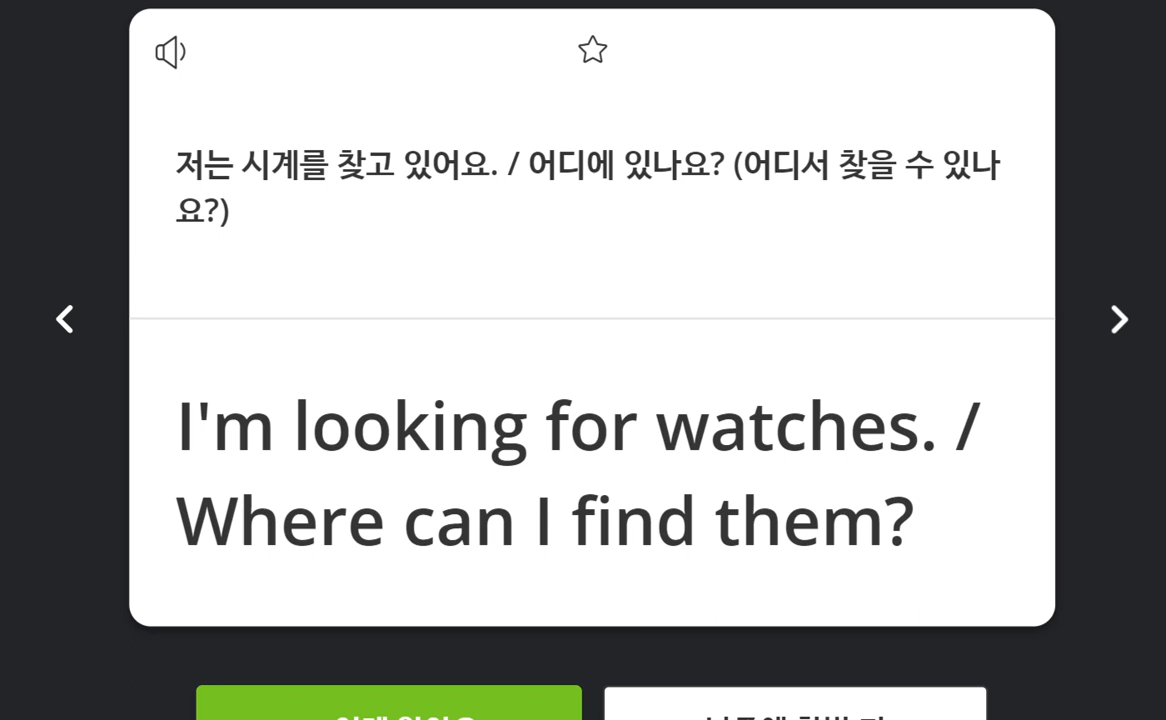 저는 시계를 찾고 있어요. / 어디에 있나요? (어디서 찾을 수 있나
요?)
I'm looking for watches. /
Where can I find them?